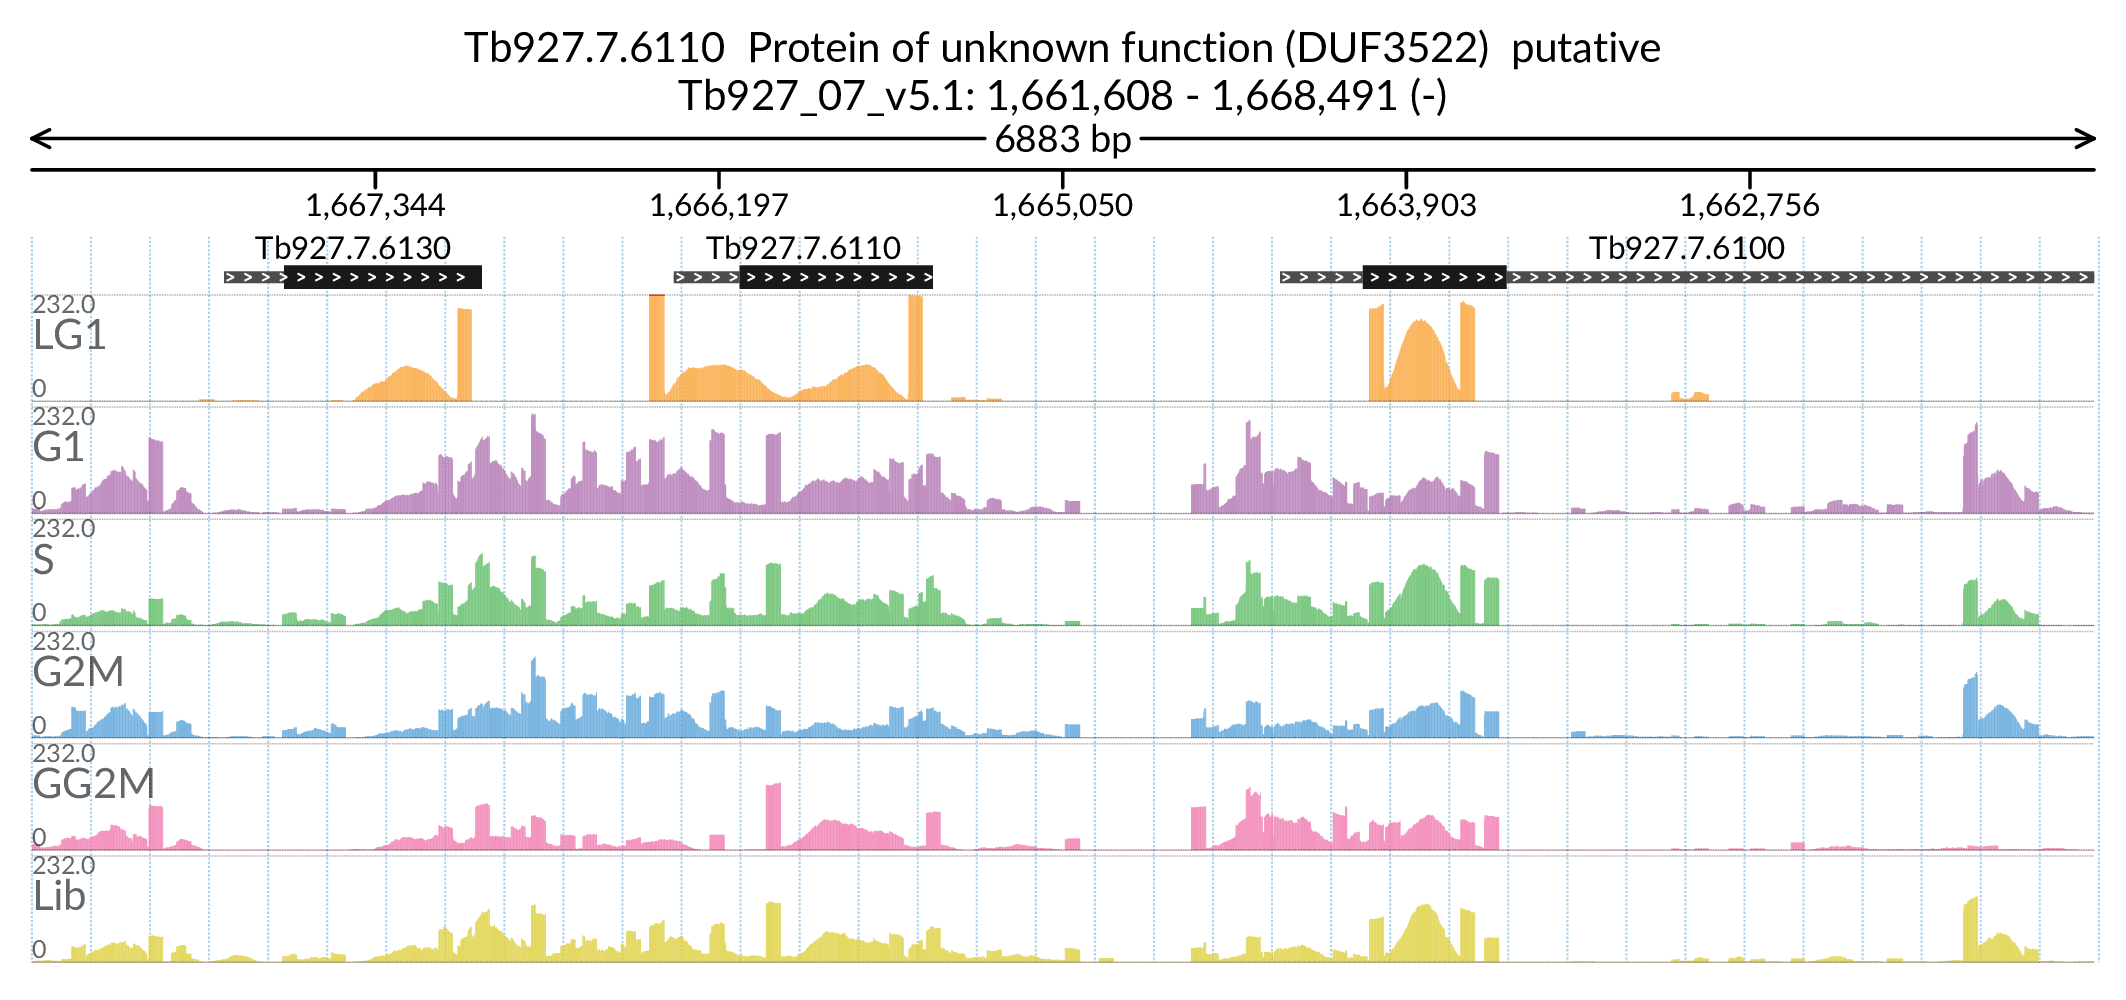 Tb927.7.6110  Protein of unknown function (DUF3522)  putative
Tb927_07_v5.1: 1,661,608 - 1,668,491 (-)
6883 bp
1,667,344 1,666,197 1,665,050 1,663,903 1,662,756
Tb927.7.6130 Tb927.7.6110 Tb927.7.6100
232.0
LG1
0
232.0
G1
0
232.0
S
0
232.0
G2M
0
232.0
GG2M
0
232.0
Lib
0